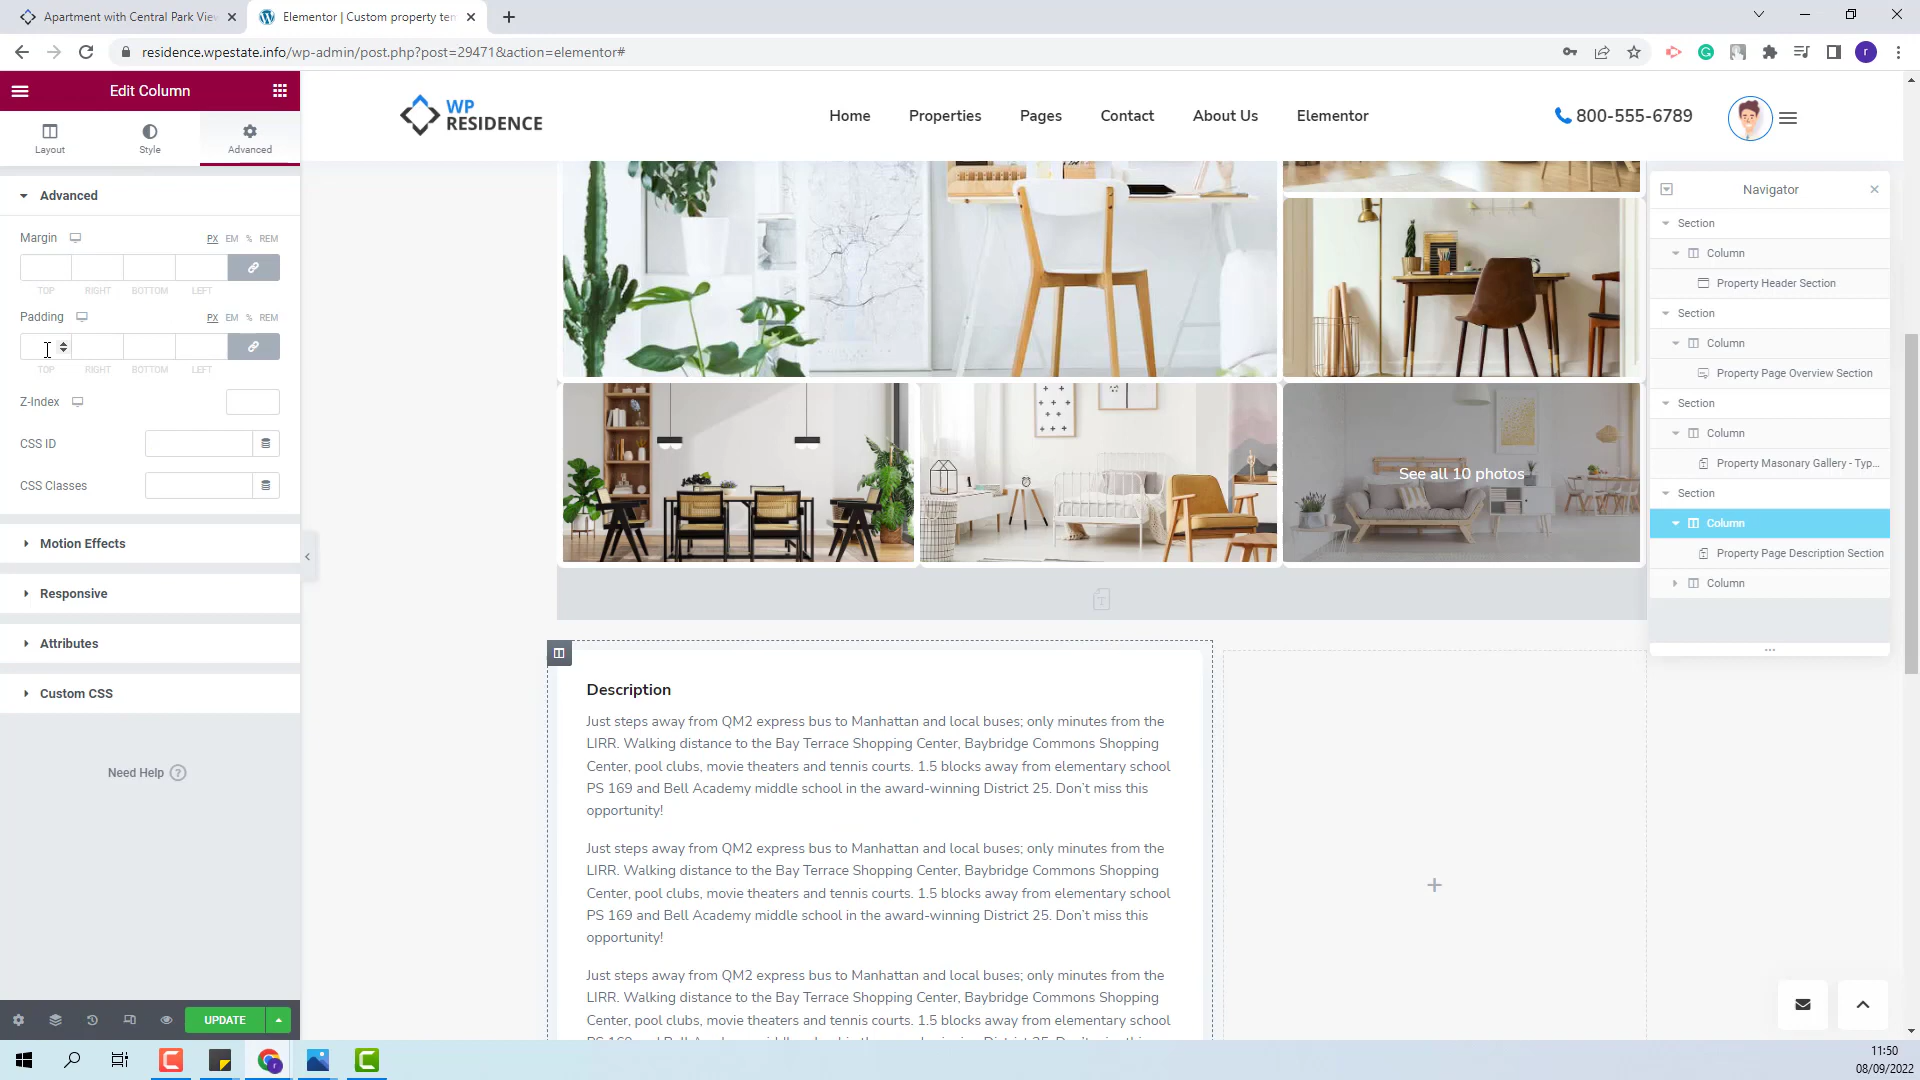 Apartment with Central Park Vie
Elementor | Custom property tem
residence.wpestate.info/wp-admin/post.php?post=29471&action=elementor#
r
Edit Column
Layout
Style
Advanced
Advanced
Margin
PX EM % REM
TOP RIGHT BOTTOM LEFT
Padding
PX EM % REM
TOP RIGHT BOTTOM LEFT
Z-Index
CSS ID
CSS Classes
Motion Effects
Responsive
Attributes
Custom CSS
Need Help ?
UPDATE
WP
RESIDENCE
Home
Properties
Pages
Contact
About Us
Elementor
800-555-6789
See all 10 photos
Description
Just steps away from QM2 express bus to Manhattan and local buses; only minutes from the
LIRR. Walking distance to the Bay Terrace Shopping Center, Baybridge Commons Shopping
Center, pool clubs, movie theaters and tennis courts. 1.5 blocks away from elementary school
PS 169 and Bell Academy middle school in the award-winning District 25. Don't miss this
opportunity!
Just steps away from QM2 express bus to Manhattan and local buses; only minutes from the
LIRR. Walking distance to the Bay Terrace Shopping Center, Baybridge Commons Shopping
Center, pool clubs, movie theaters and tennis courts. 1.5 blocks away from elementary school
PS 169 and Bell Academy middle school in the award-winning District 25. Don't miss this
opportunity!
Just steps away from QM2 express bus to Manhattan and local buses; only minutes from the
LIRR. Walking distance to the Bay Terrace Shopping Center, Baybridge Commons Shopping
Center, pool clubs, movie theaters and tennis courts. 1.5 blocks away from elementary school
Navigator
Section
Column
Property Header Section
Section
Column
Property Page Overview Section
Section
Column
Property Masonary Gallery - Typ...
Section
Column
Property Page Description Section
Column
11:50
08/09/2022